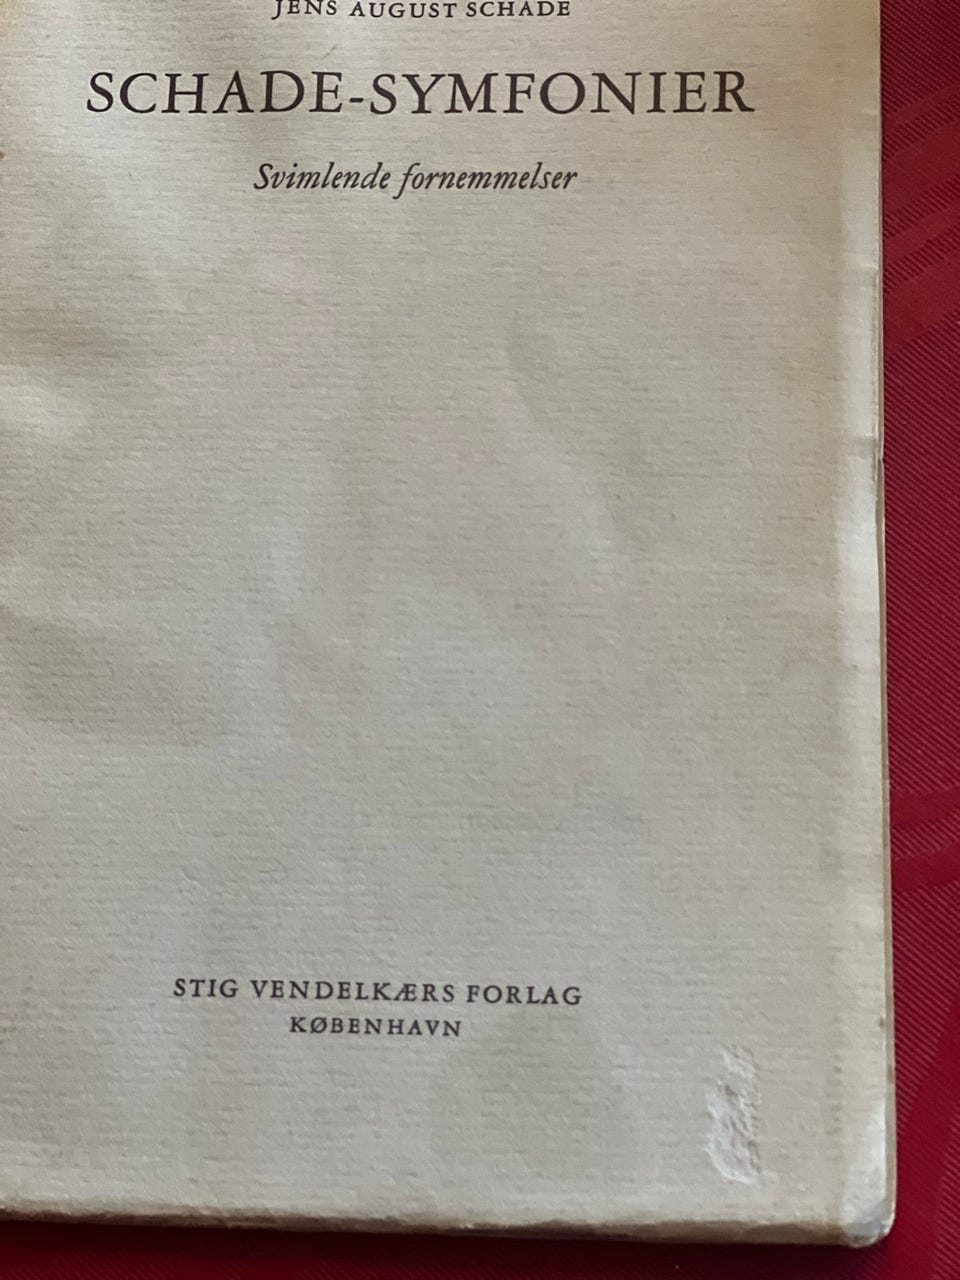 JENS AUGUST SCHADE
SCHADE-SYMFONIER
Svimlende fornemmelser
STIG VENDELKÆRS FORLAG
KØBENHAVN